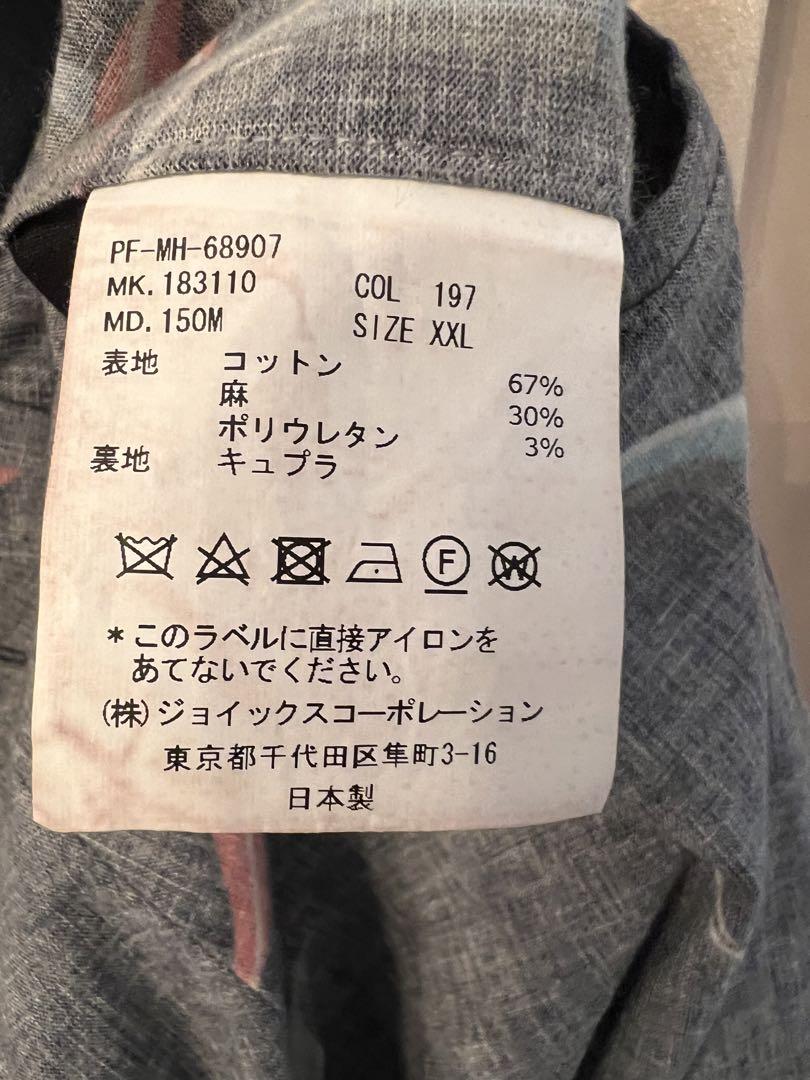 PF-MH-68907
MK. 183110 COL 197
MD. 150M SIZE XXL
表地 コットン 67%
麻 30%
ポリウレタン 3%
裏地 キュプラ
F W
*このラベルに直接アイロンを
あてないでください。
(株)ジョイックスコーポレーション
東京都千代田区隼町3-16
日本製